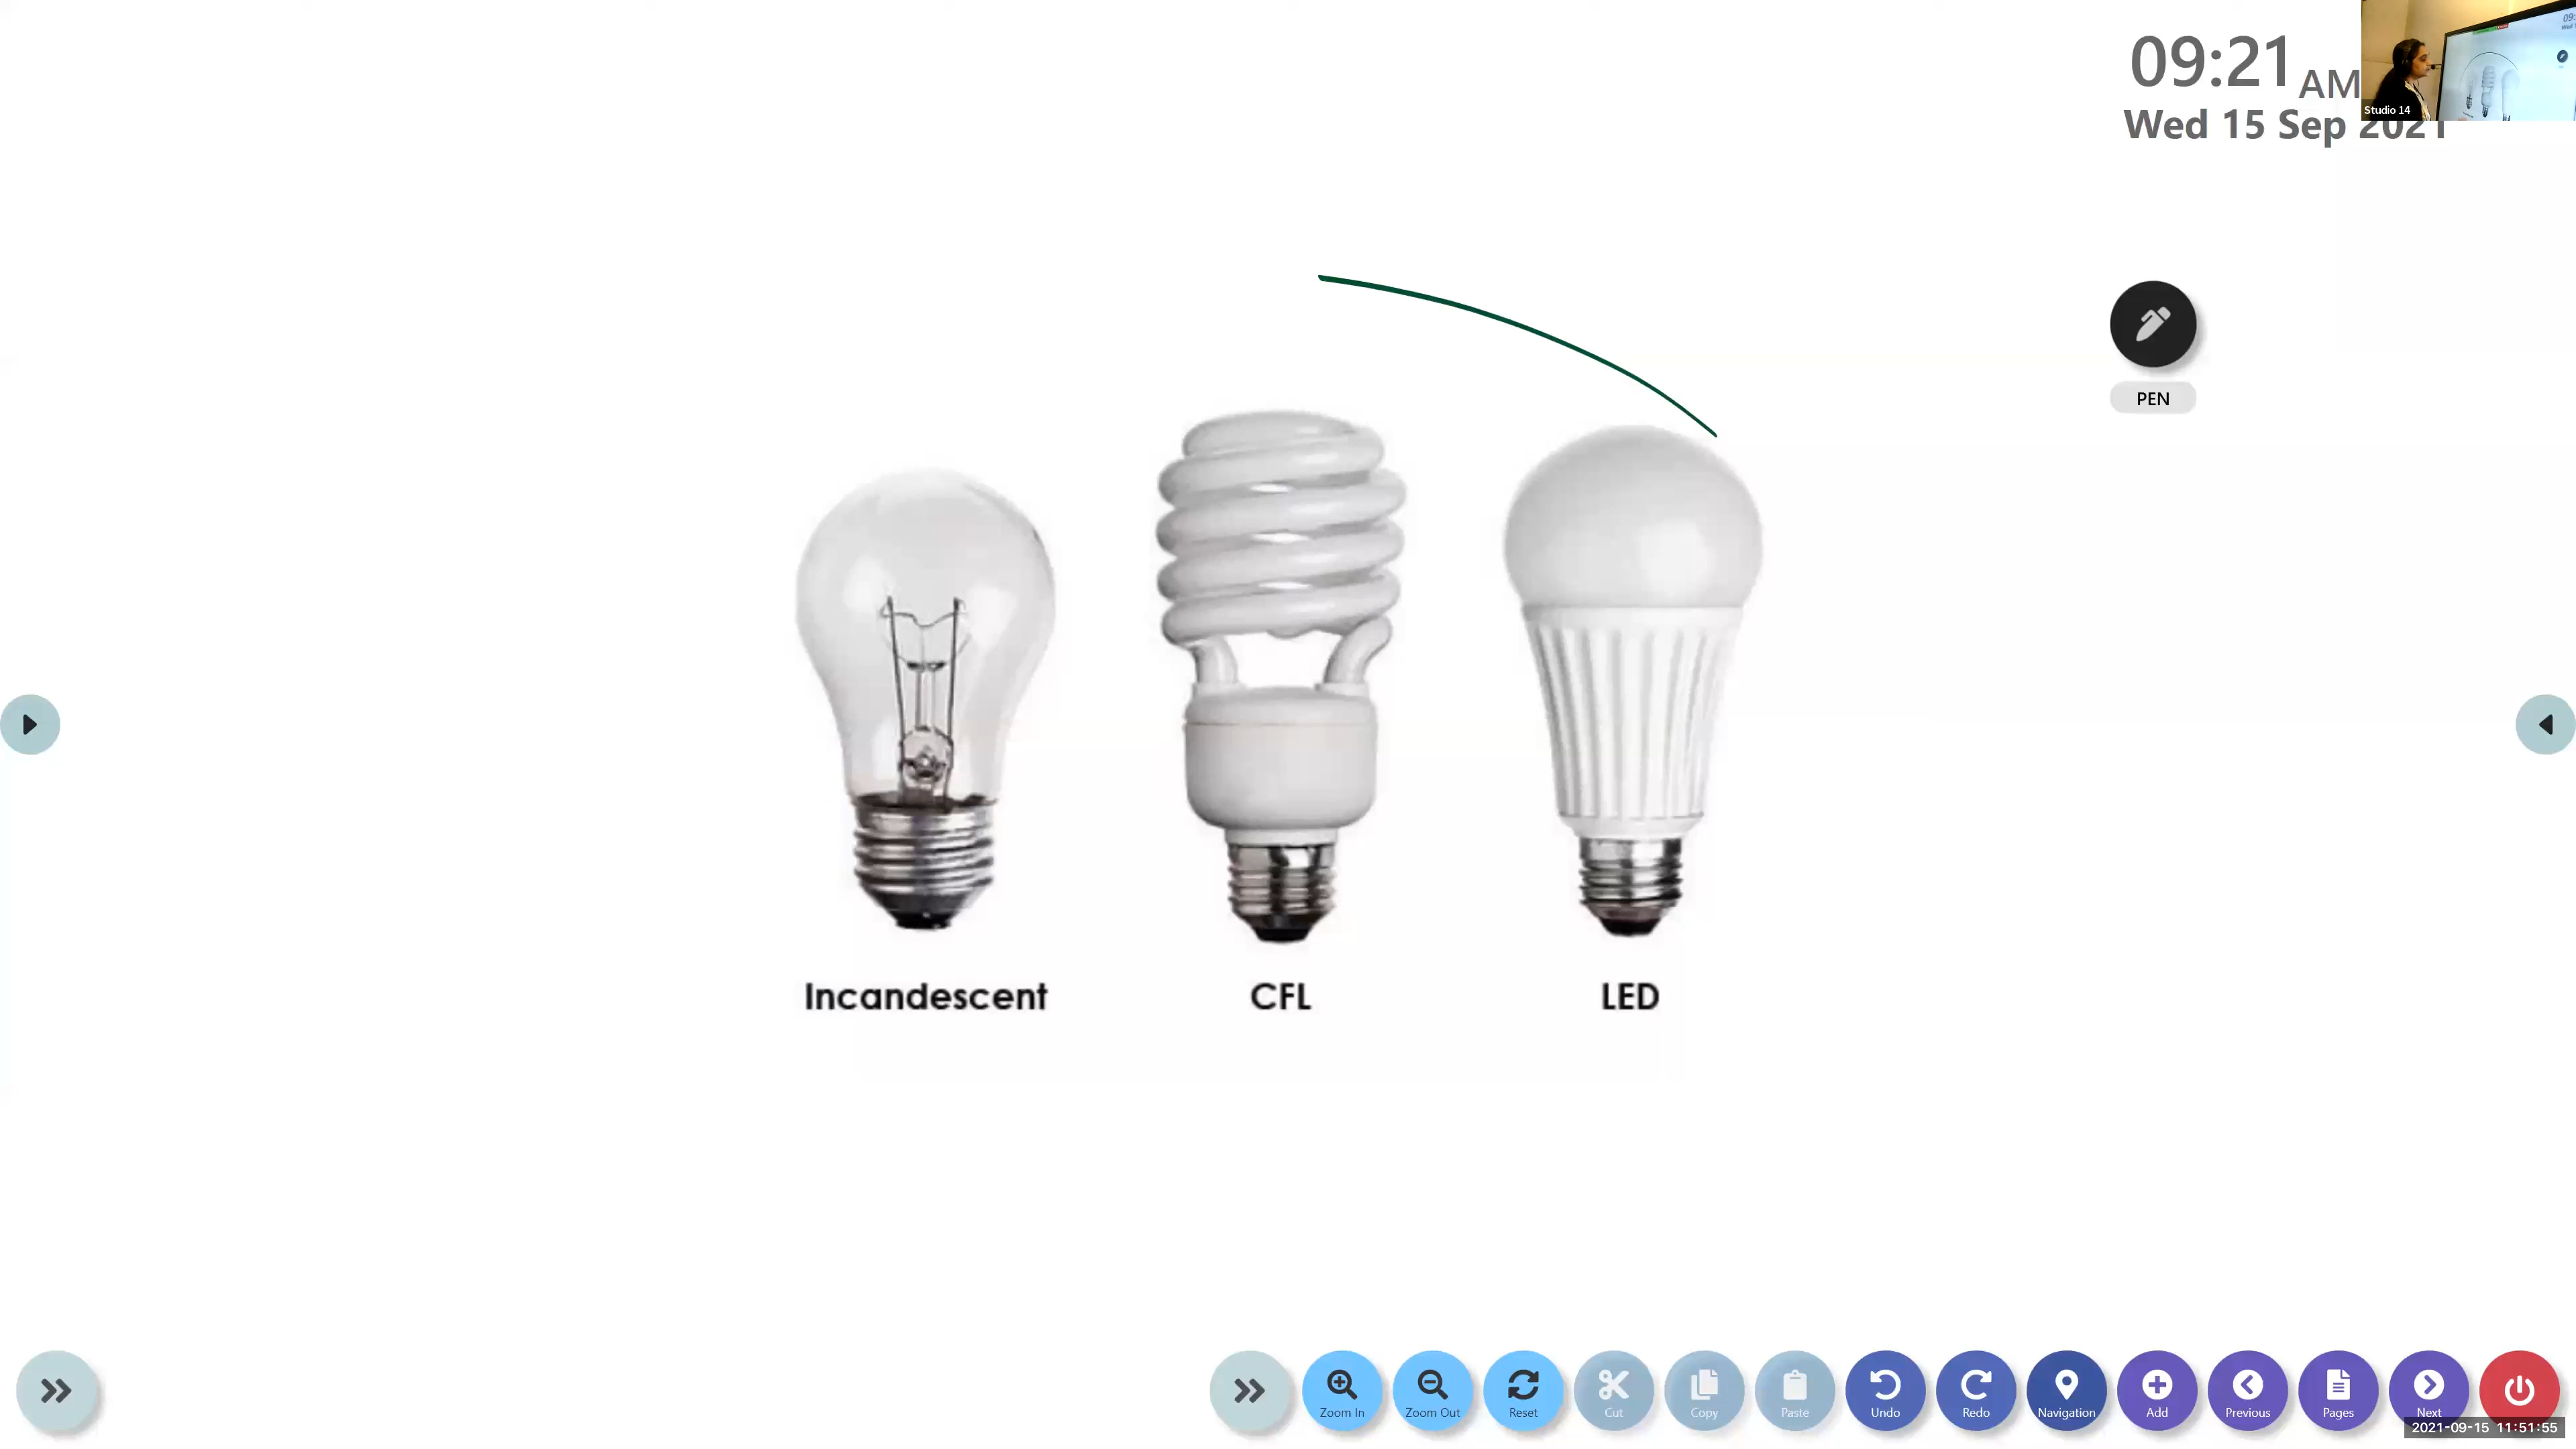 09:21 AM
Wed 15 Sep 2021
Studio 14
PEN
Incandescent
CFL
LED
Zoom In
Zoom Out
Reset
Cut
Copy
Paste
Undo
Redo
Navigation
Add
Previous
Pages
Next
2021-09-15 11:51:55